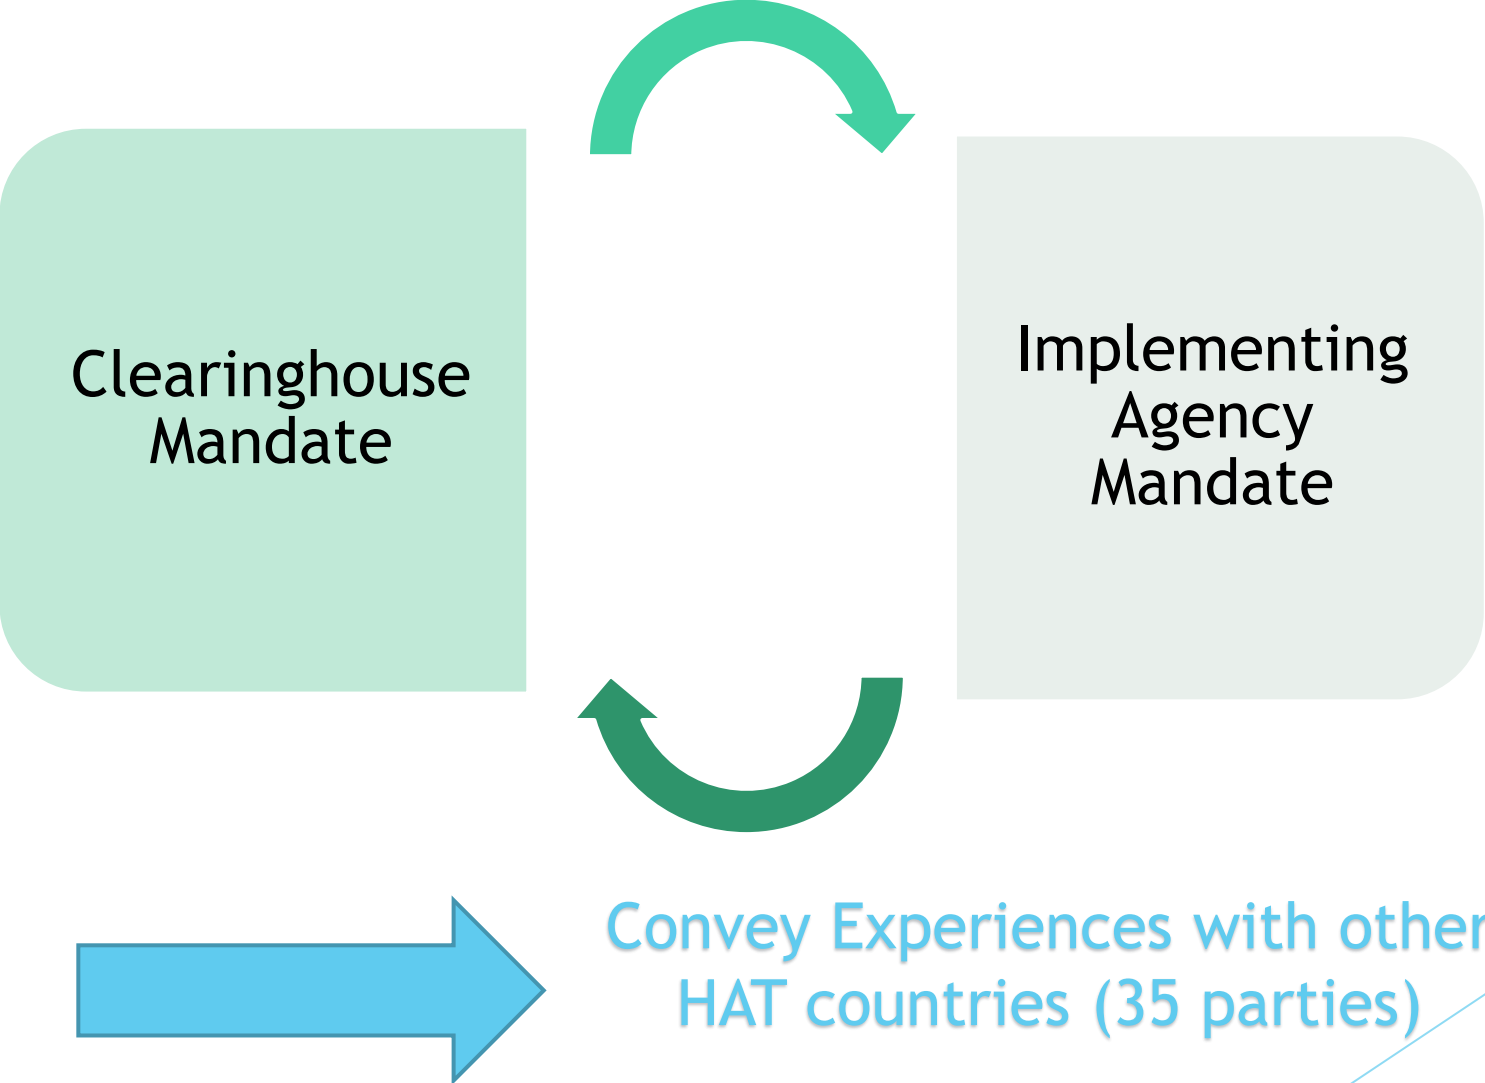 Clearinghouse
Mandate
Implementing
Agency
Mandate
Convey Experiences with other
HAT countries (35 parties)